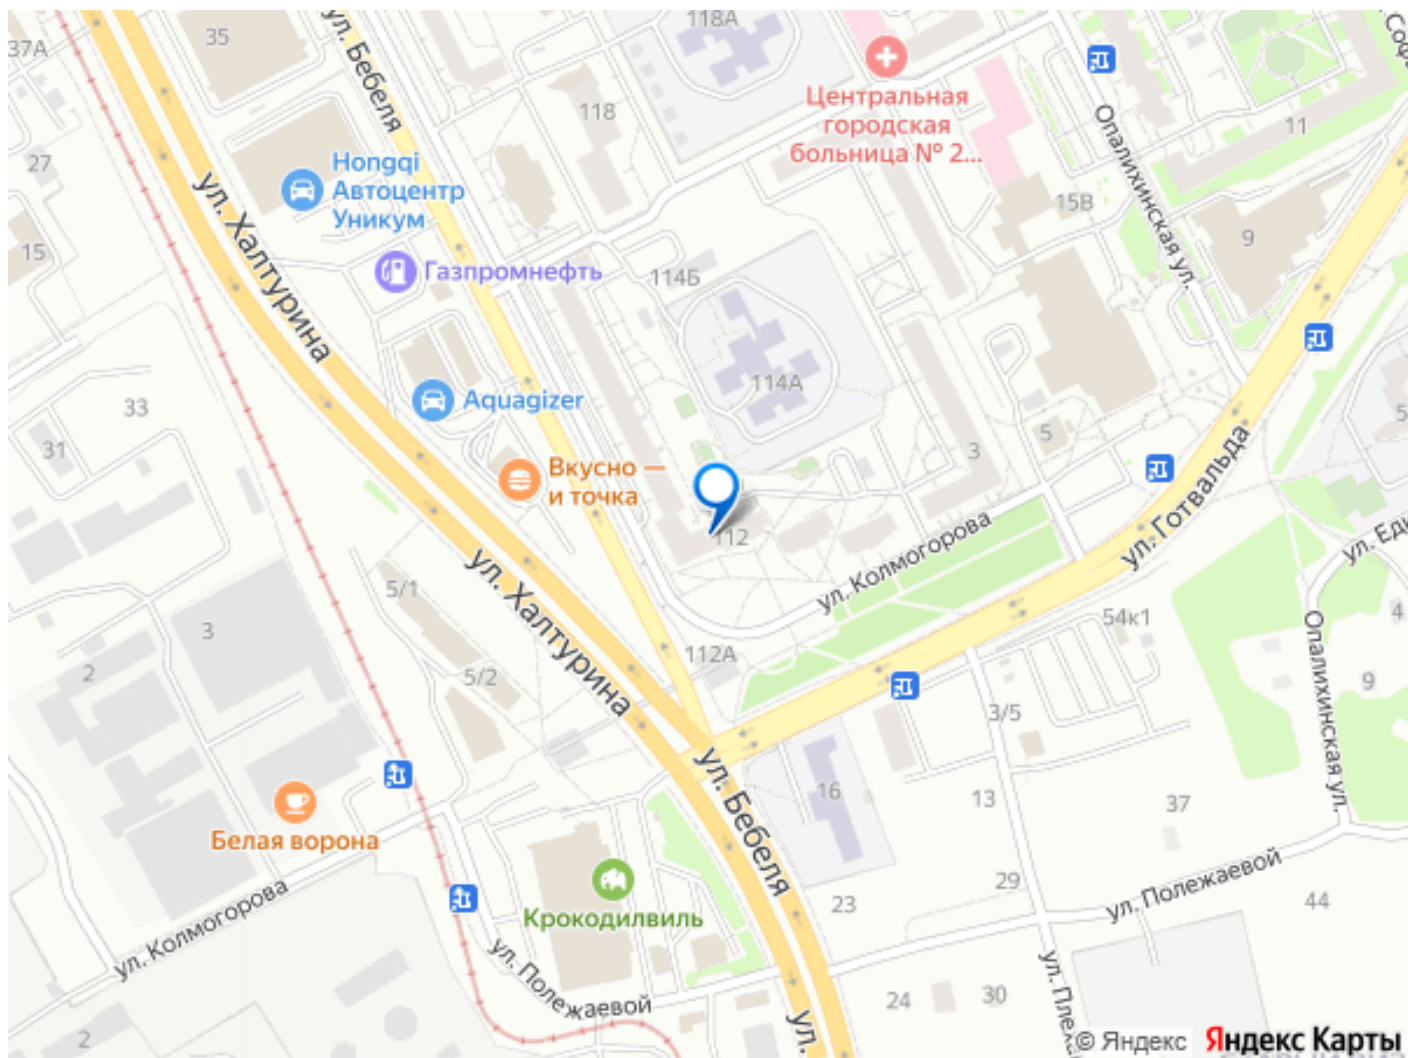 118А
37А
35
ул. Бебеля
Центральная
городская
больница № 2...
118
Опалихинская ул.
11
Hongqi
Автоцентр
Уникум
27
15В
ул. Халтурина
9
15
Газпромнефть
114Б
114А
Aquagizer
33
31
5
3
5
Вкусно —
и точка
ул. Готвальда
112
ул. Колмогорова
ул. Халтурина
5/1
3
54к1
Опалихинская ул.
4
112А
2
5/2
9
3/5
ул. Бебеля
16
13
37
Белая ворона
ул. Полежаевой
29
44
Крокодилвиль
23
ул. Колмогорова
ул. Полежаевой
24
30
ул.
2
© Яндекс Яндекс Карты